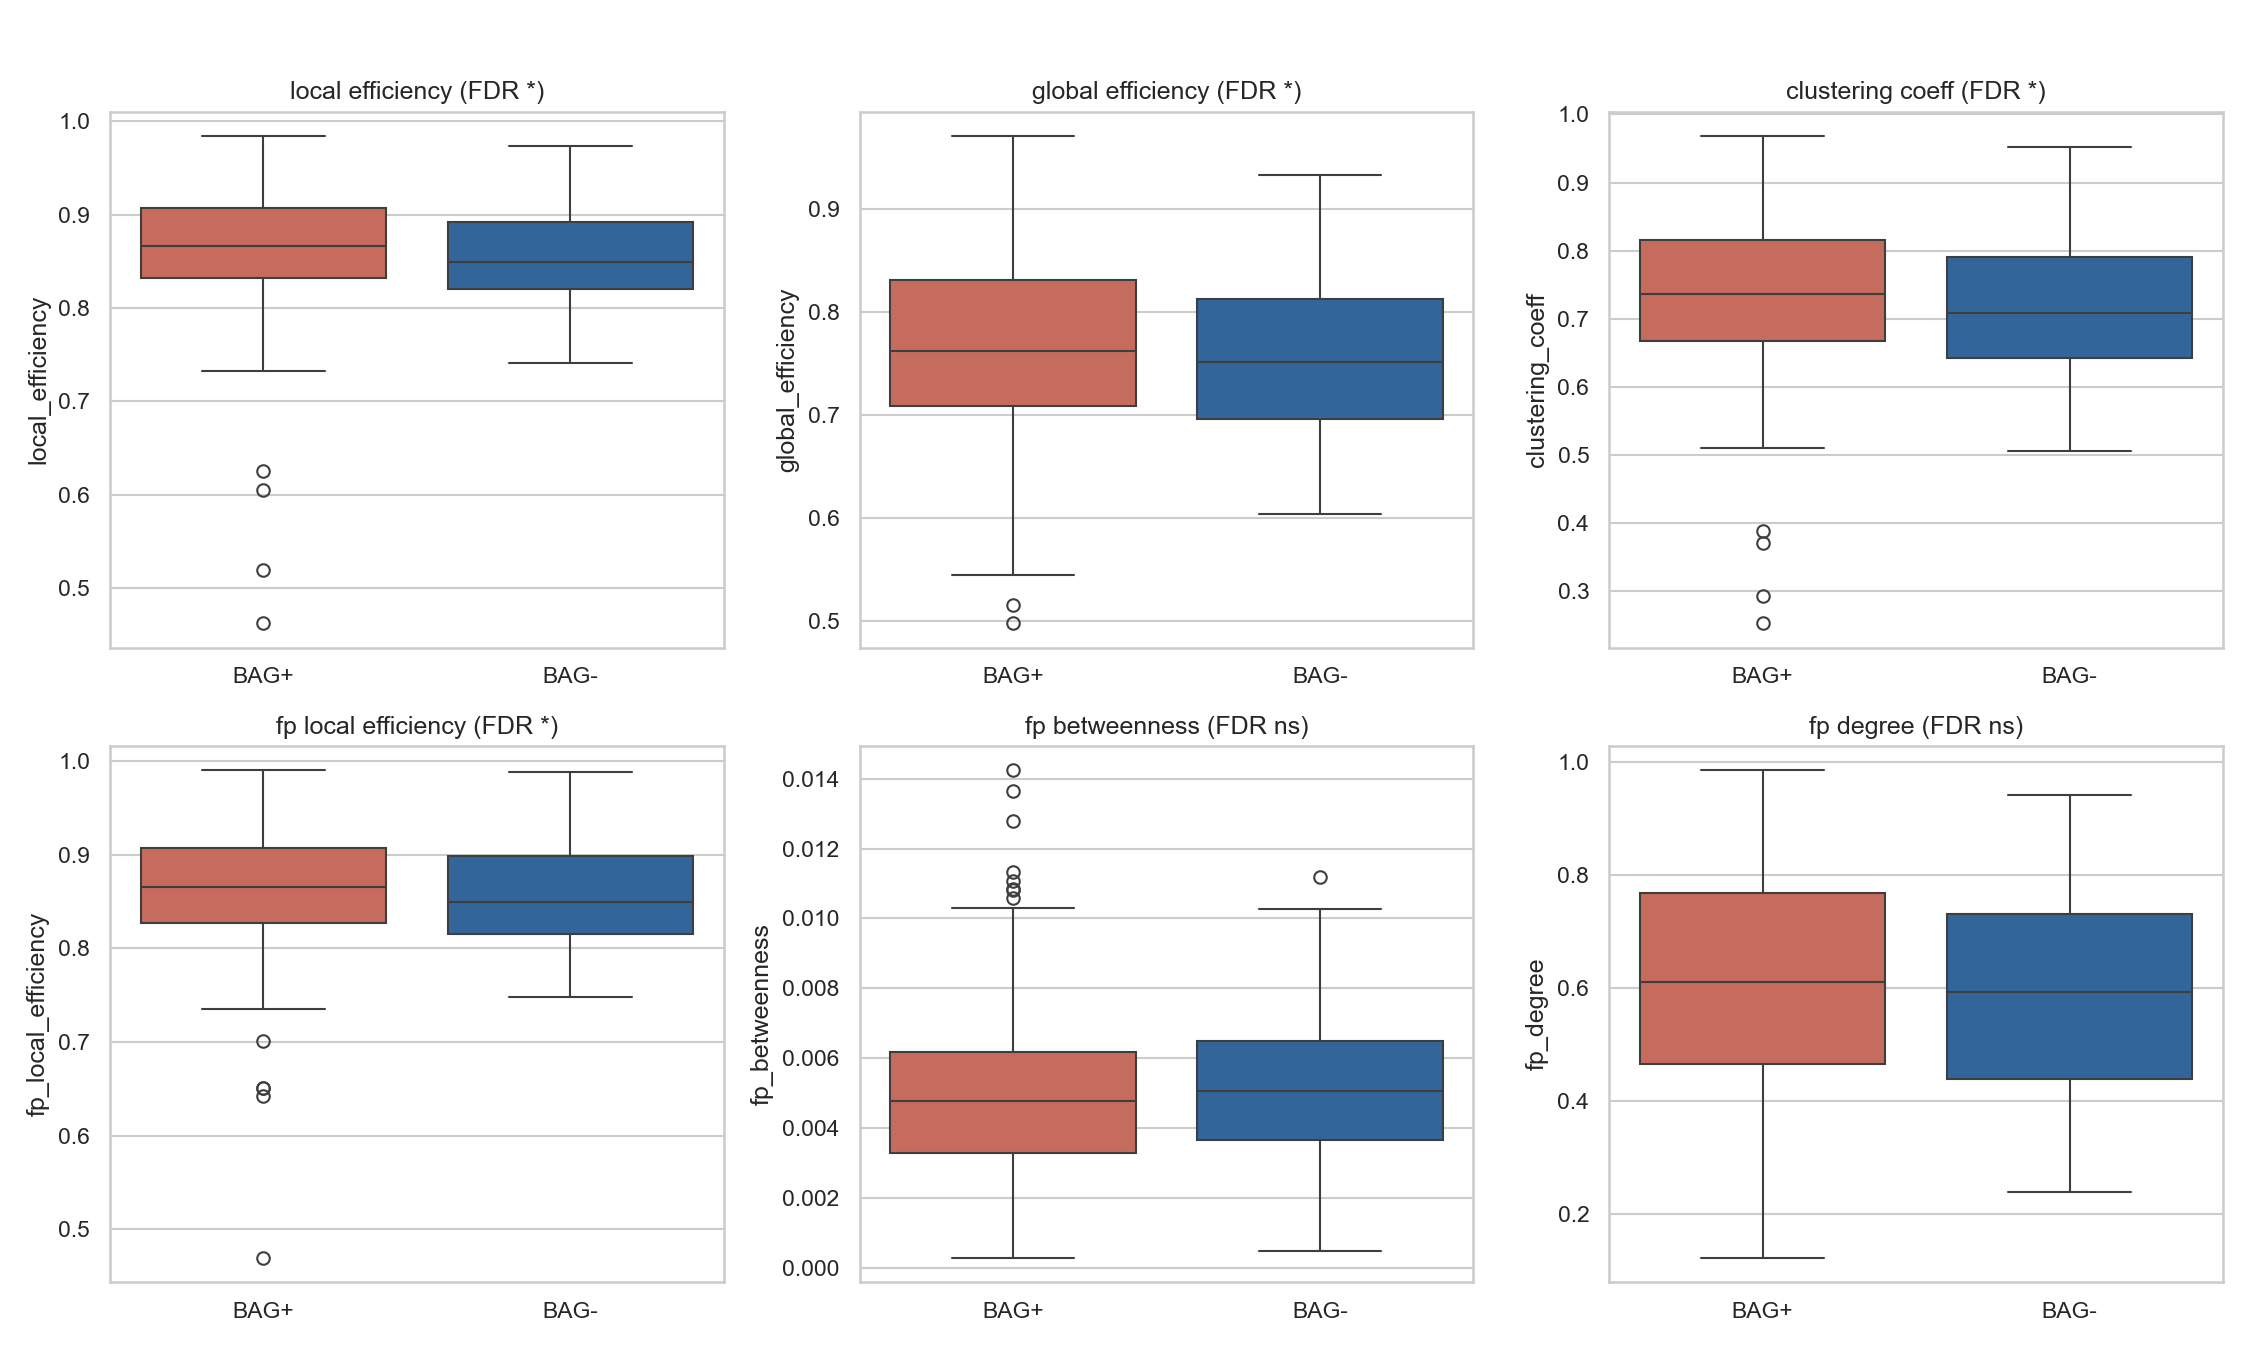 local efficiency (FDR *)
local_efficiency
1.0
0.9
0.8
0.7
0.6
0.5
BAG+
BAG-
global efficiency (FDR *)
global_efficiency
0.9
0.8
0.7
0.6
0.5
BAG+
BAG-
clustering coeff (FDR *)
clustering_coeff
1.0
0.9
0.8
0.7
0.6
0.5
0.4
0.3
BAG+
BAG-
fp local efficiency (FDR *)
fp_local_efficiency
1.0
0.9
0.8
0.7
0.6
0.5
BAG+
BAG-
fp betweenness (FDR ns)
fp_betweenness
0.014
0.012
0.010
0.008
0.006
0.004
0.002
0.000
BAG+
BAG-
fp degree (FDR ns)
fp_degree
1.0
0.8
0.6
0.4
0.2
BAG+
BAG-